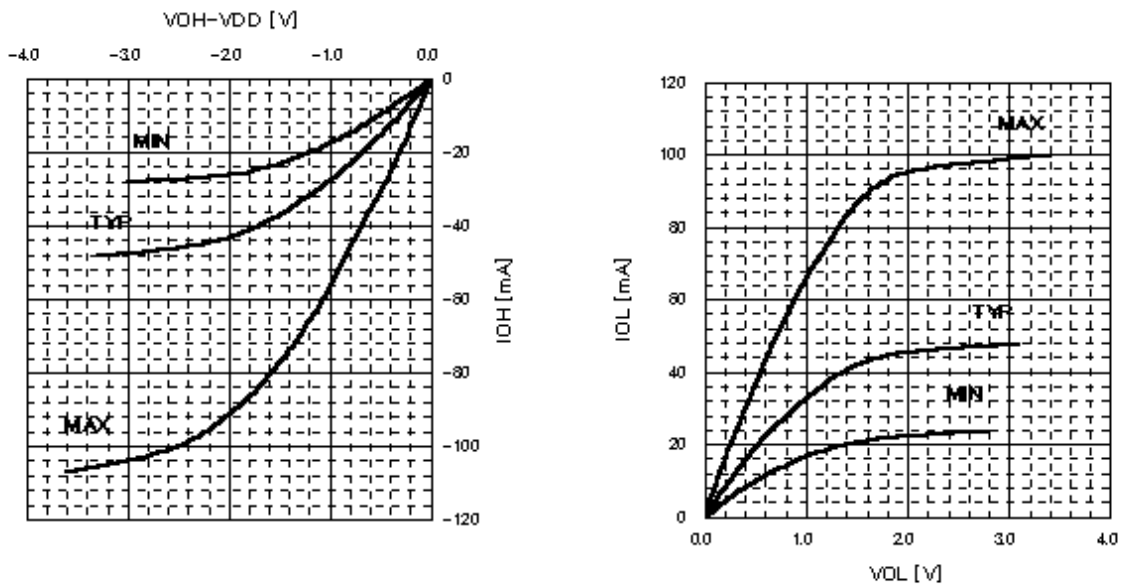 VOH-VDD [V]
-4.0 -3.0 -2.0 -1.0 0.0
0
-20
-40
-60
-80
-100
-120
IOH [mA]
MIN
TYP
MAX
120
100
80
60
40
20
0
IOL [mA]
MAX
TYP
MIN
0.0 1.0 2.0 3.0 4.0
VOL [V]